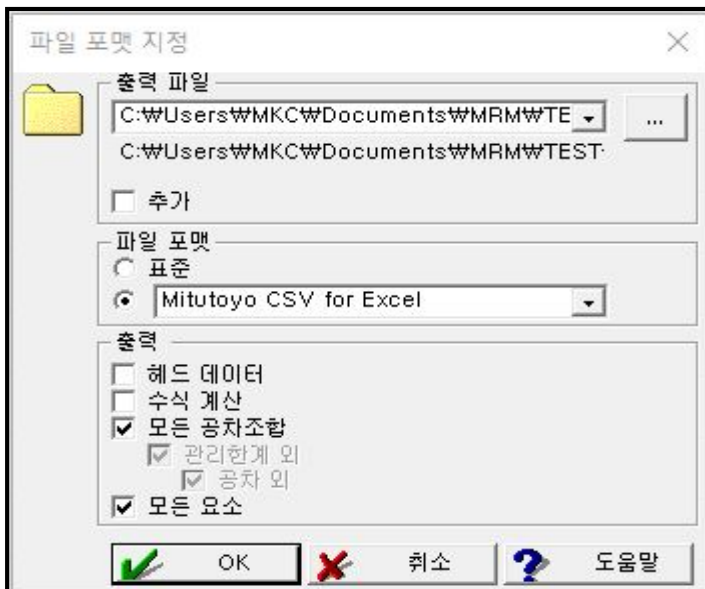 파일 포맷 지정
출력 파일
C:₩Users₩MKC₩Documents₩MRM₩TE
...
C:₩Users₩MKC₩Documents₩MRM₩TEST-
추가
파일 포맷
표준
Mitutoyo CSV for Excel
출력
헤드 데이터
수식 계산
모든 공차조합
관리한계 외
공차 외
모든 요소
OK 취소 도움말